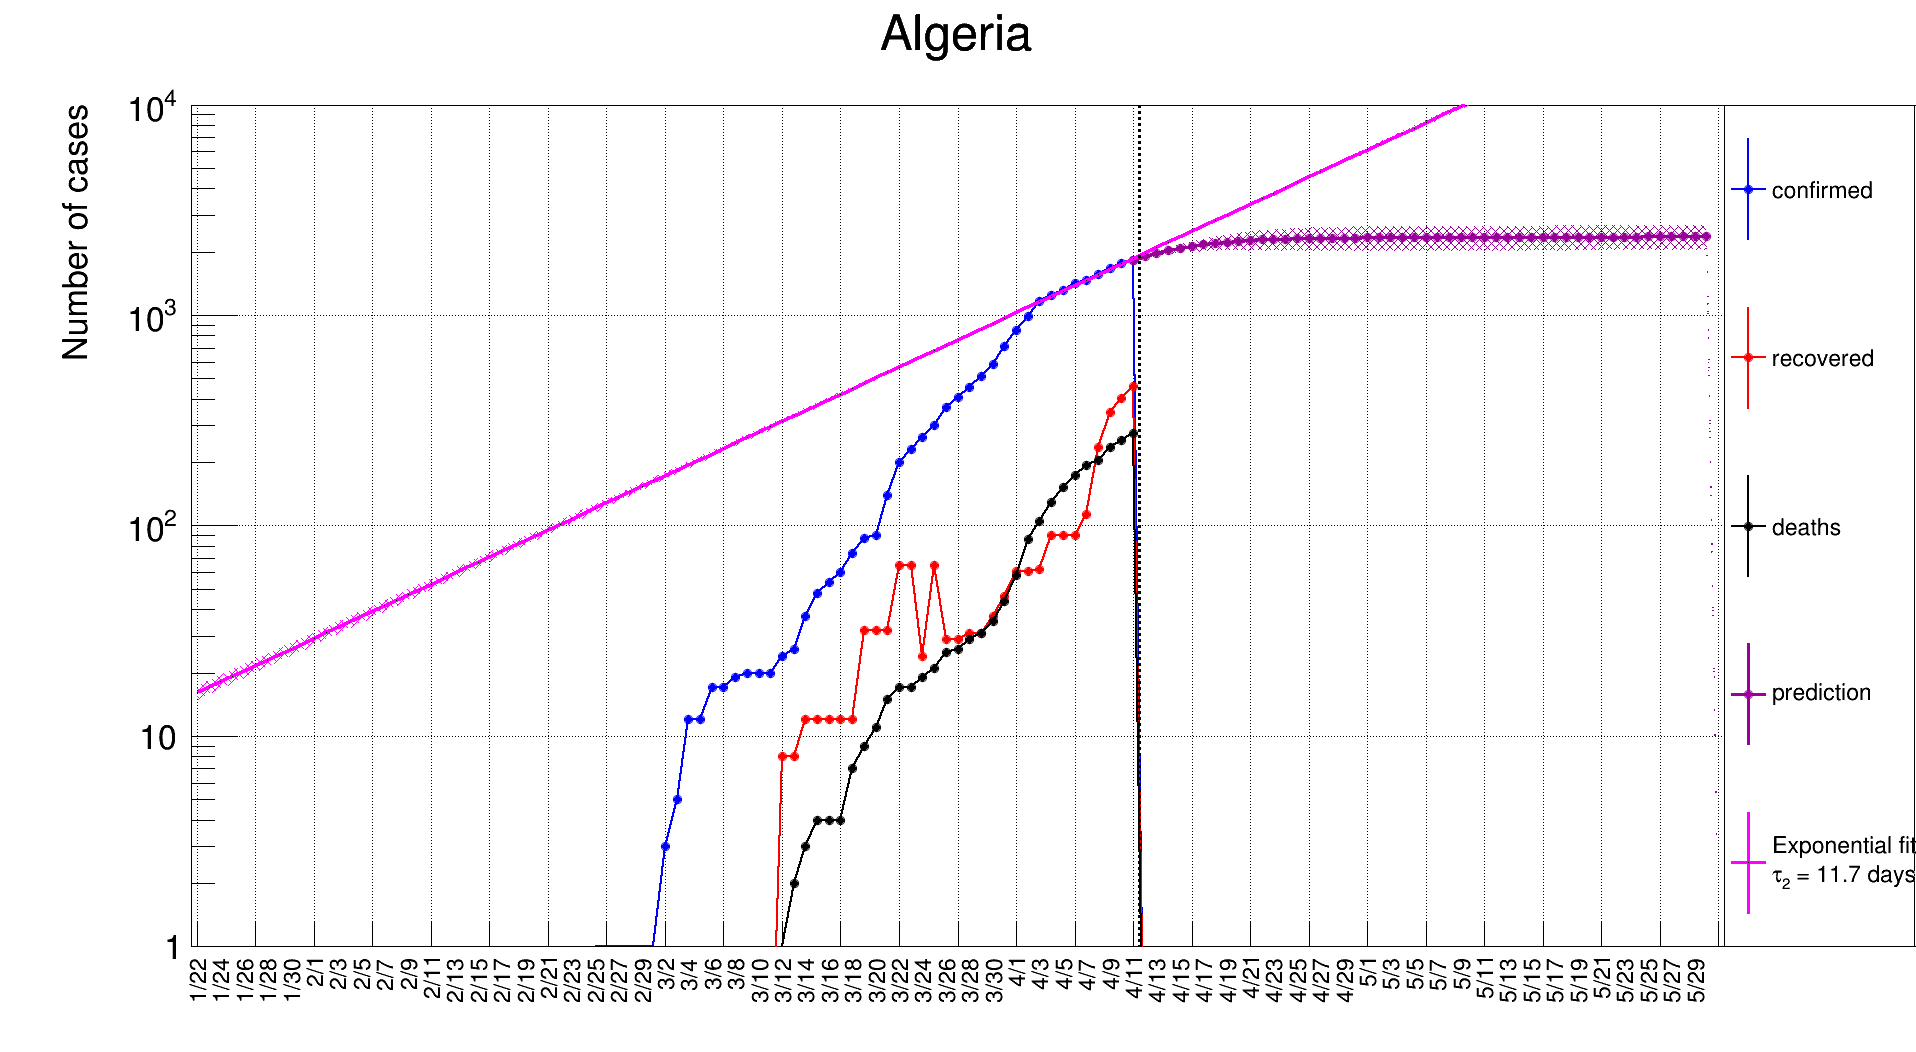 Algeria
Number of cases
10⁴
10³
10²
10
1
1/22 1/24 1/26 1/28 1/30 2/1 2/3 2/5 2/7 2/9 2/11 2/13 2/15 2/17 2/19 2/21 2/23 2/25 2/27 2/29 3/2 3/4 3/6 3/8 3/10 3/12 3/14 3/16 3/18 3/20 3/22 3/24 3/26 3/28 3/30 4/1 4/3 4/5 4/7 4/9 4/11 4/13 4/15 4/17 4/19 4/21 4/23 4/25 4/27 4/29 5/1 5/3 5/5 5/7 5/9 5/11 5/13 5/15 5/17 5/19 5/21 5/23 5/25 5/27 5/29
confirmed
recovered
deaths
prediction
Exponential fit
τ₂ = 11.7 days